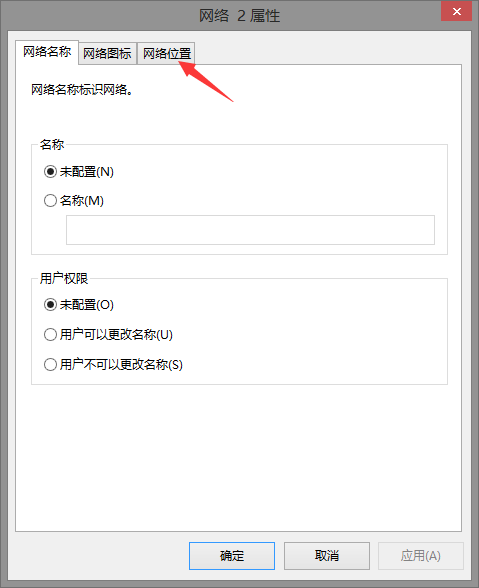 网络 2 属性
网络名称 网络图标 网络位置
网络名称标识网络。
名称
未配置(N)
名称(M)
用户权限
未配置(O)
用户可以更改名称(U)
用户不可以更改名称(S)
确定 取消 应用(A)